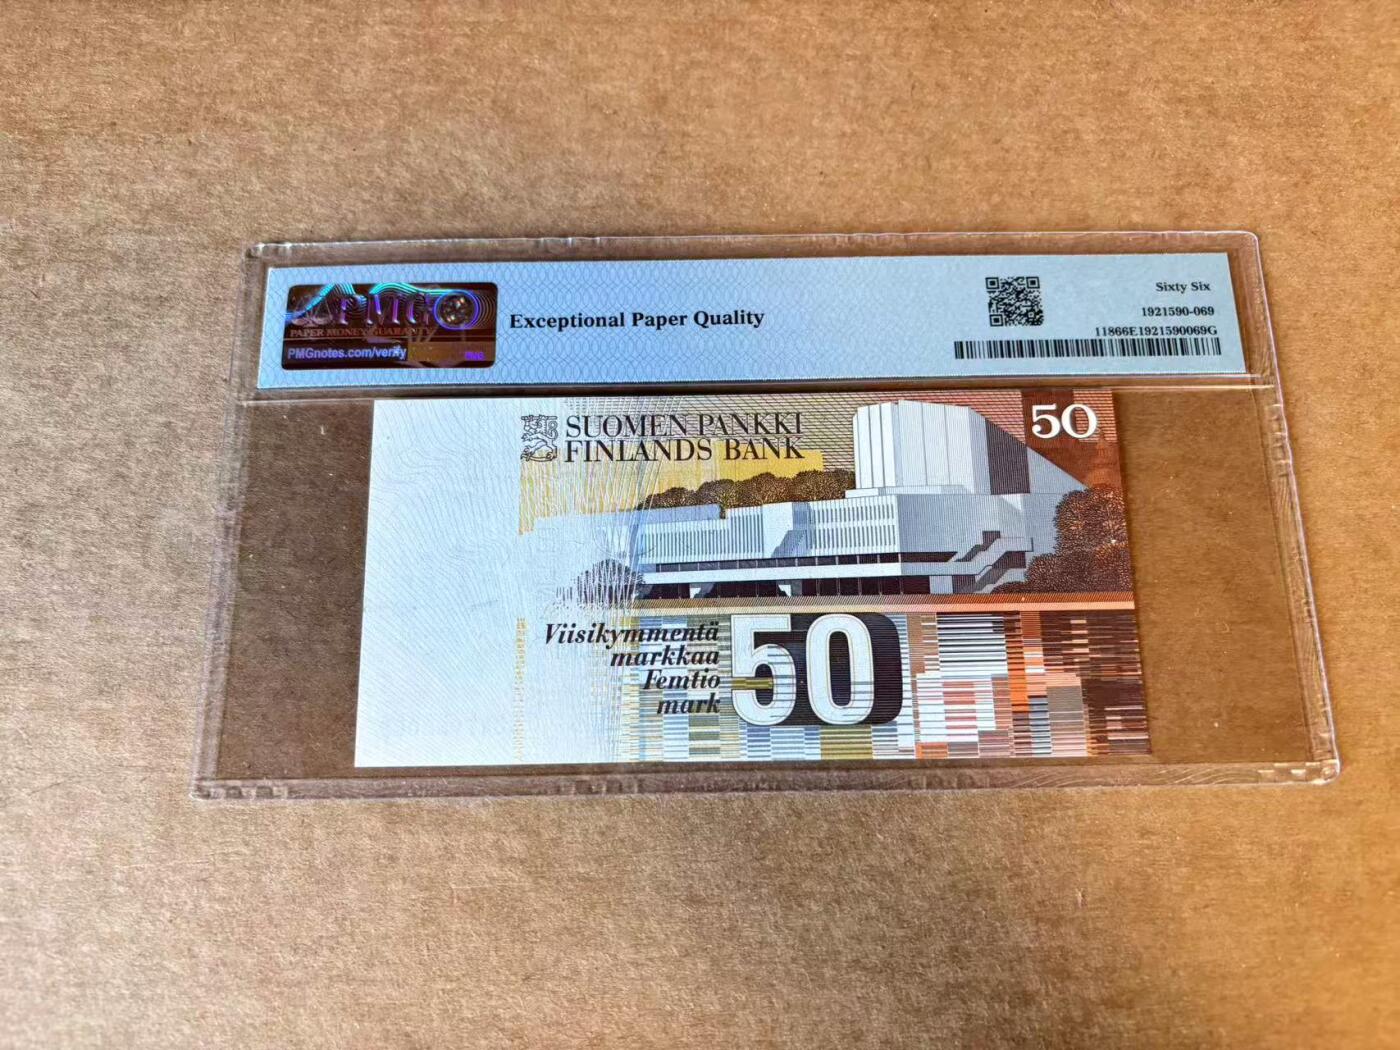 PMG
PAPER MONEY GUARANTY
PMGnotes.com/verify
Exceptional Paper Quality
Sixty Six
1921590-069
11866E1921590069G
SUOMEN PANKKI
FINLANDS BANK
50
Viisikymmentä
markkaa
Femtio
mark
50